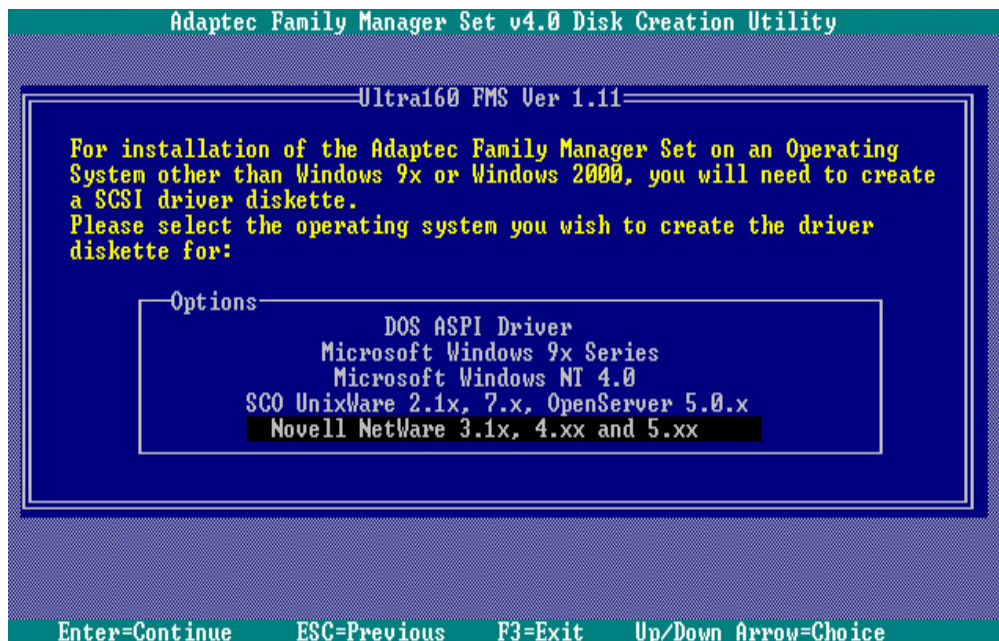 Adaptec Family Manager Set v4.0 Disk Creation Utility
Ultra160 FMS Ver 1.11
For installation of the Adaptec Family Manager Set on an Operating
System other than Windows 9x or Windows 2000, you will need to create
a SCSI driver diskette.
Please select the operating system you wish to create the driver
diskette for:
Options
DOS ASPI Driver
Microsoft Windows 9x Series
Microsoft Windows NT 4.0
SCO UnixWare 2.1x, 7.x, OpenServer 5.0.x
Novell NetWare 3.1x, 4.xx and 5.xx
Enter=Continue ESC=Previous F3=Exit Up/Down Arrow=Choice